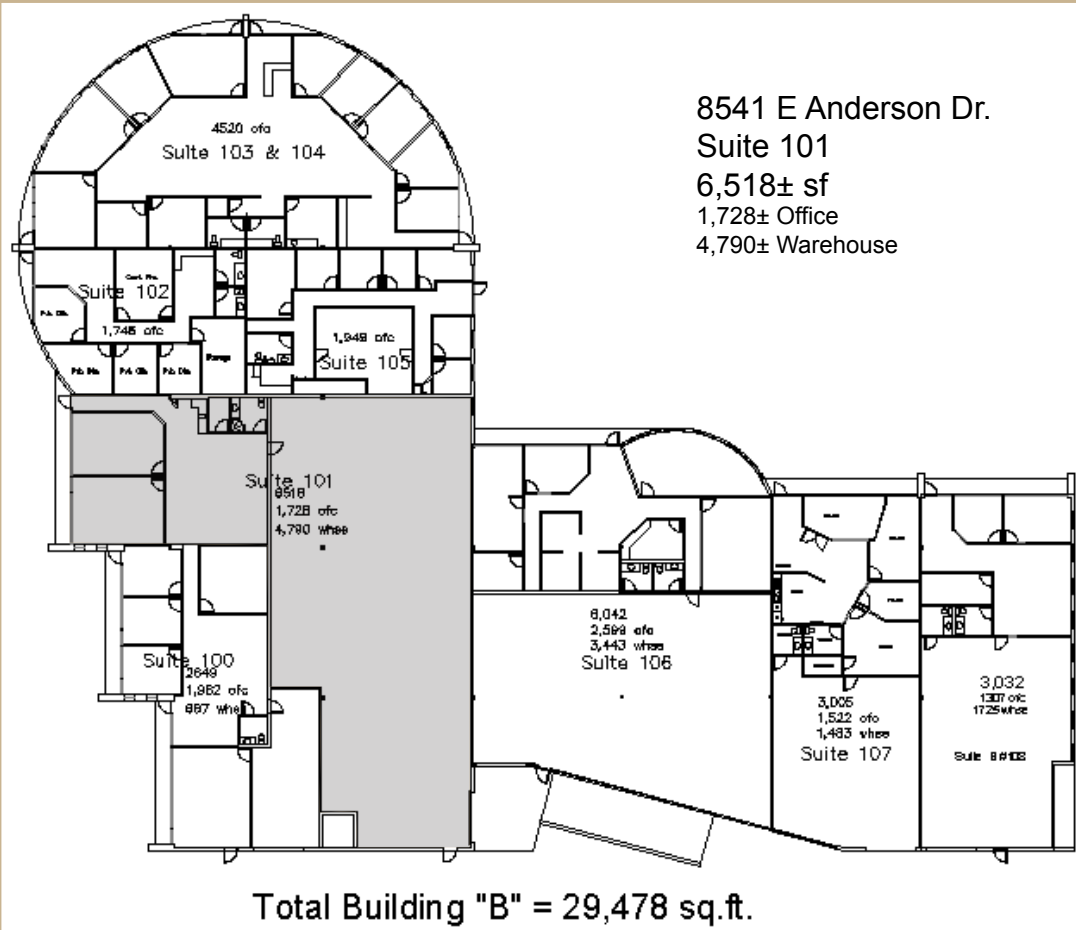 8541 E Anderson Dr.
Suite 101
6,518± sf
1,728± Office
4,790± Warehouse
4520 ofc
Suite 103 & 104
Suite 102
1,748 ofc
1,949 ofc
Suite 105
Suite 101
6518
1,728 ofc
4,790 whse
Suite 100
2649
1,982 ofc
whse
6,042
2,599 ofc
3,443 whse
Suite 106
3,005
1,522 ofc
1,483 whse
Suite 107
3,032
1307 ofc
1725 whse
Suite B#108
Total Building "B" = 29,478 sq.ft.